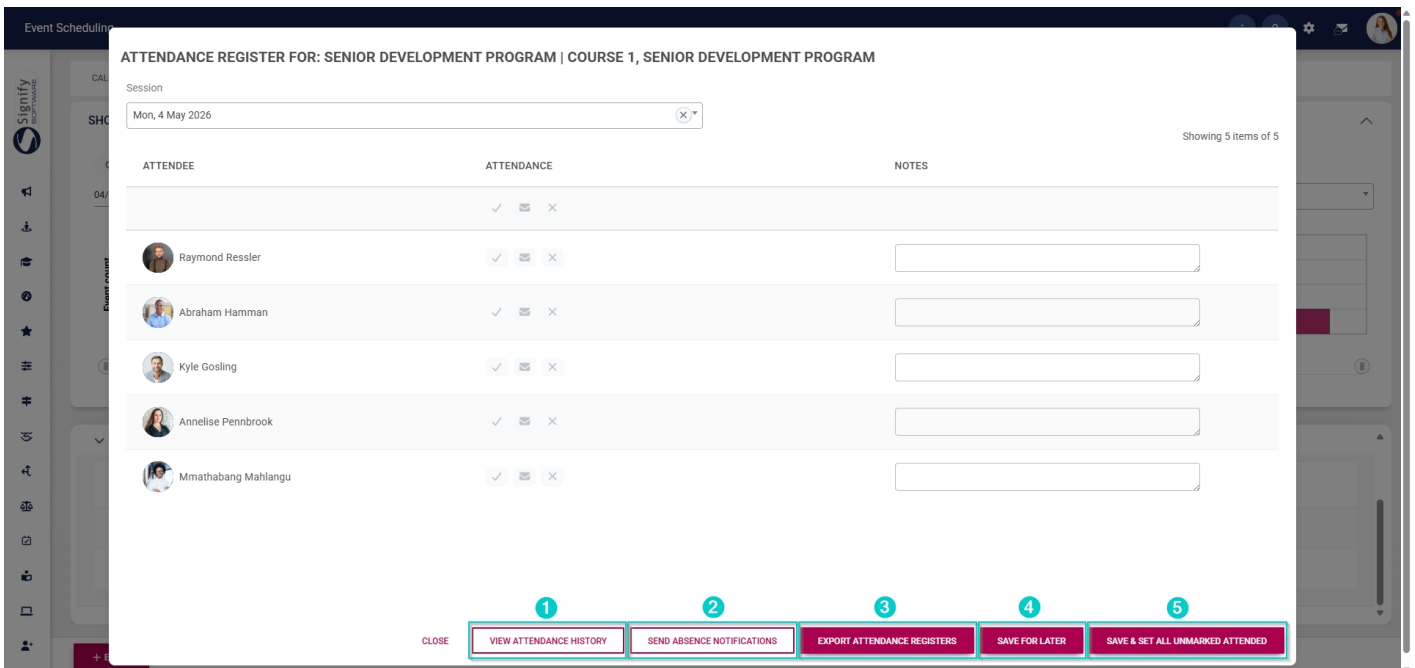 Event Scheduling
Signify
SOFTWARE
CAL
SHO
04/
Event count
ATTENDANCE REGISTER FOR: SENIOR DEVELOPMENT PROGRAM | COURSE 1, SENIOR DEVELOPMENT PROGRAM
Session
Mon, 4 May 2026
Showing 5 items of 5
ATTENDEE ATTENDANCE NOTES
Raymond Ressler
Abraham Hamman
Kyle Gosling
Annelise Pennbrook
Mmathabang Mahlangu
1 2 3 4 5
CLOSE VIEW ATTENDANCE HISTORY SEND ABSENCE NOTIFICATIONS EXPORT ATTENDANCE REGISTERS SAVE FOR LATER SAVE & SET ALL UNMARKED ATTENDED